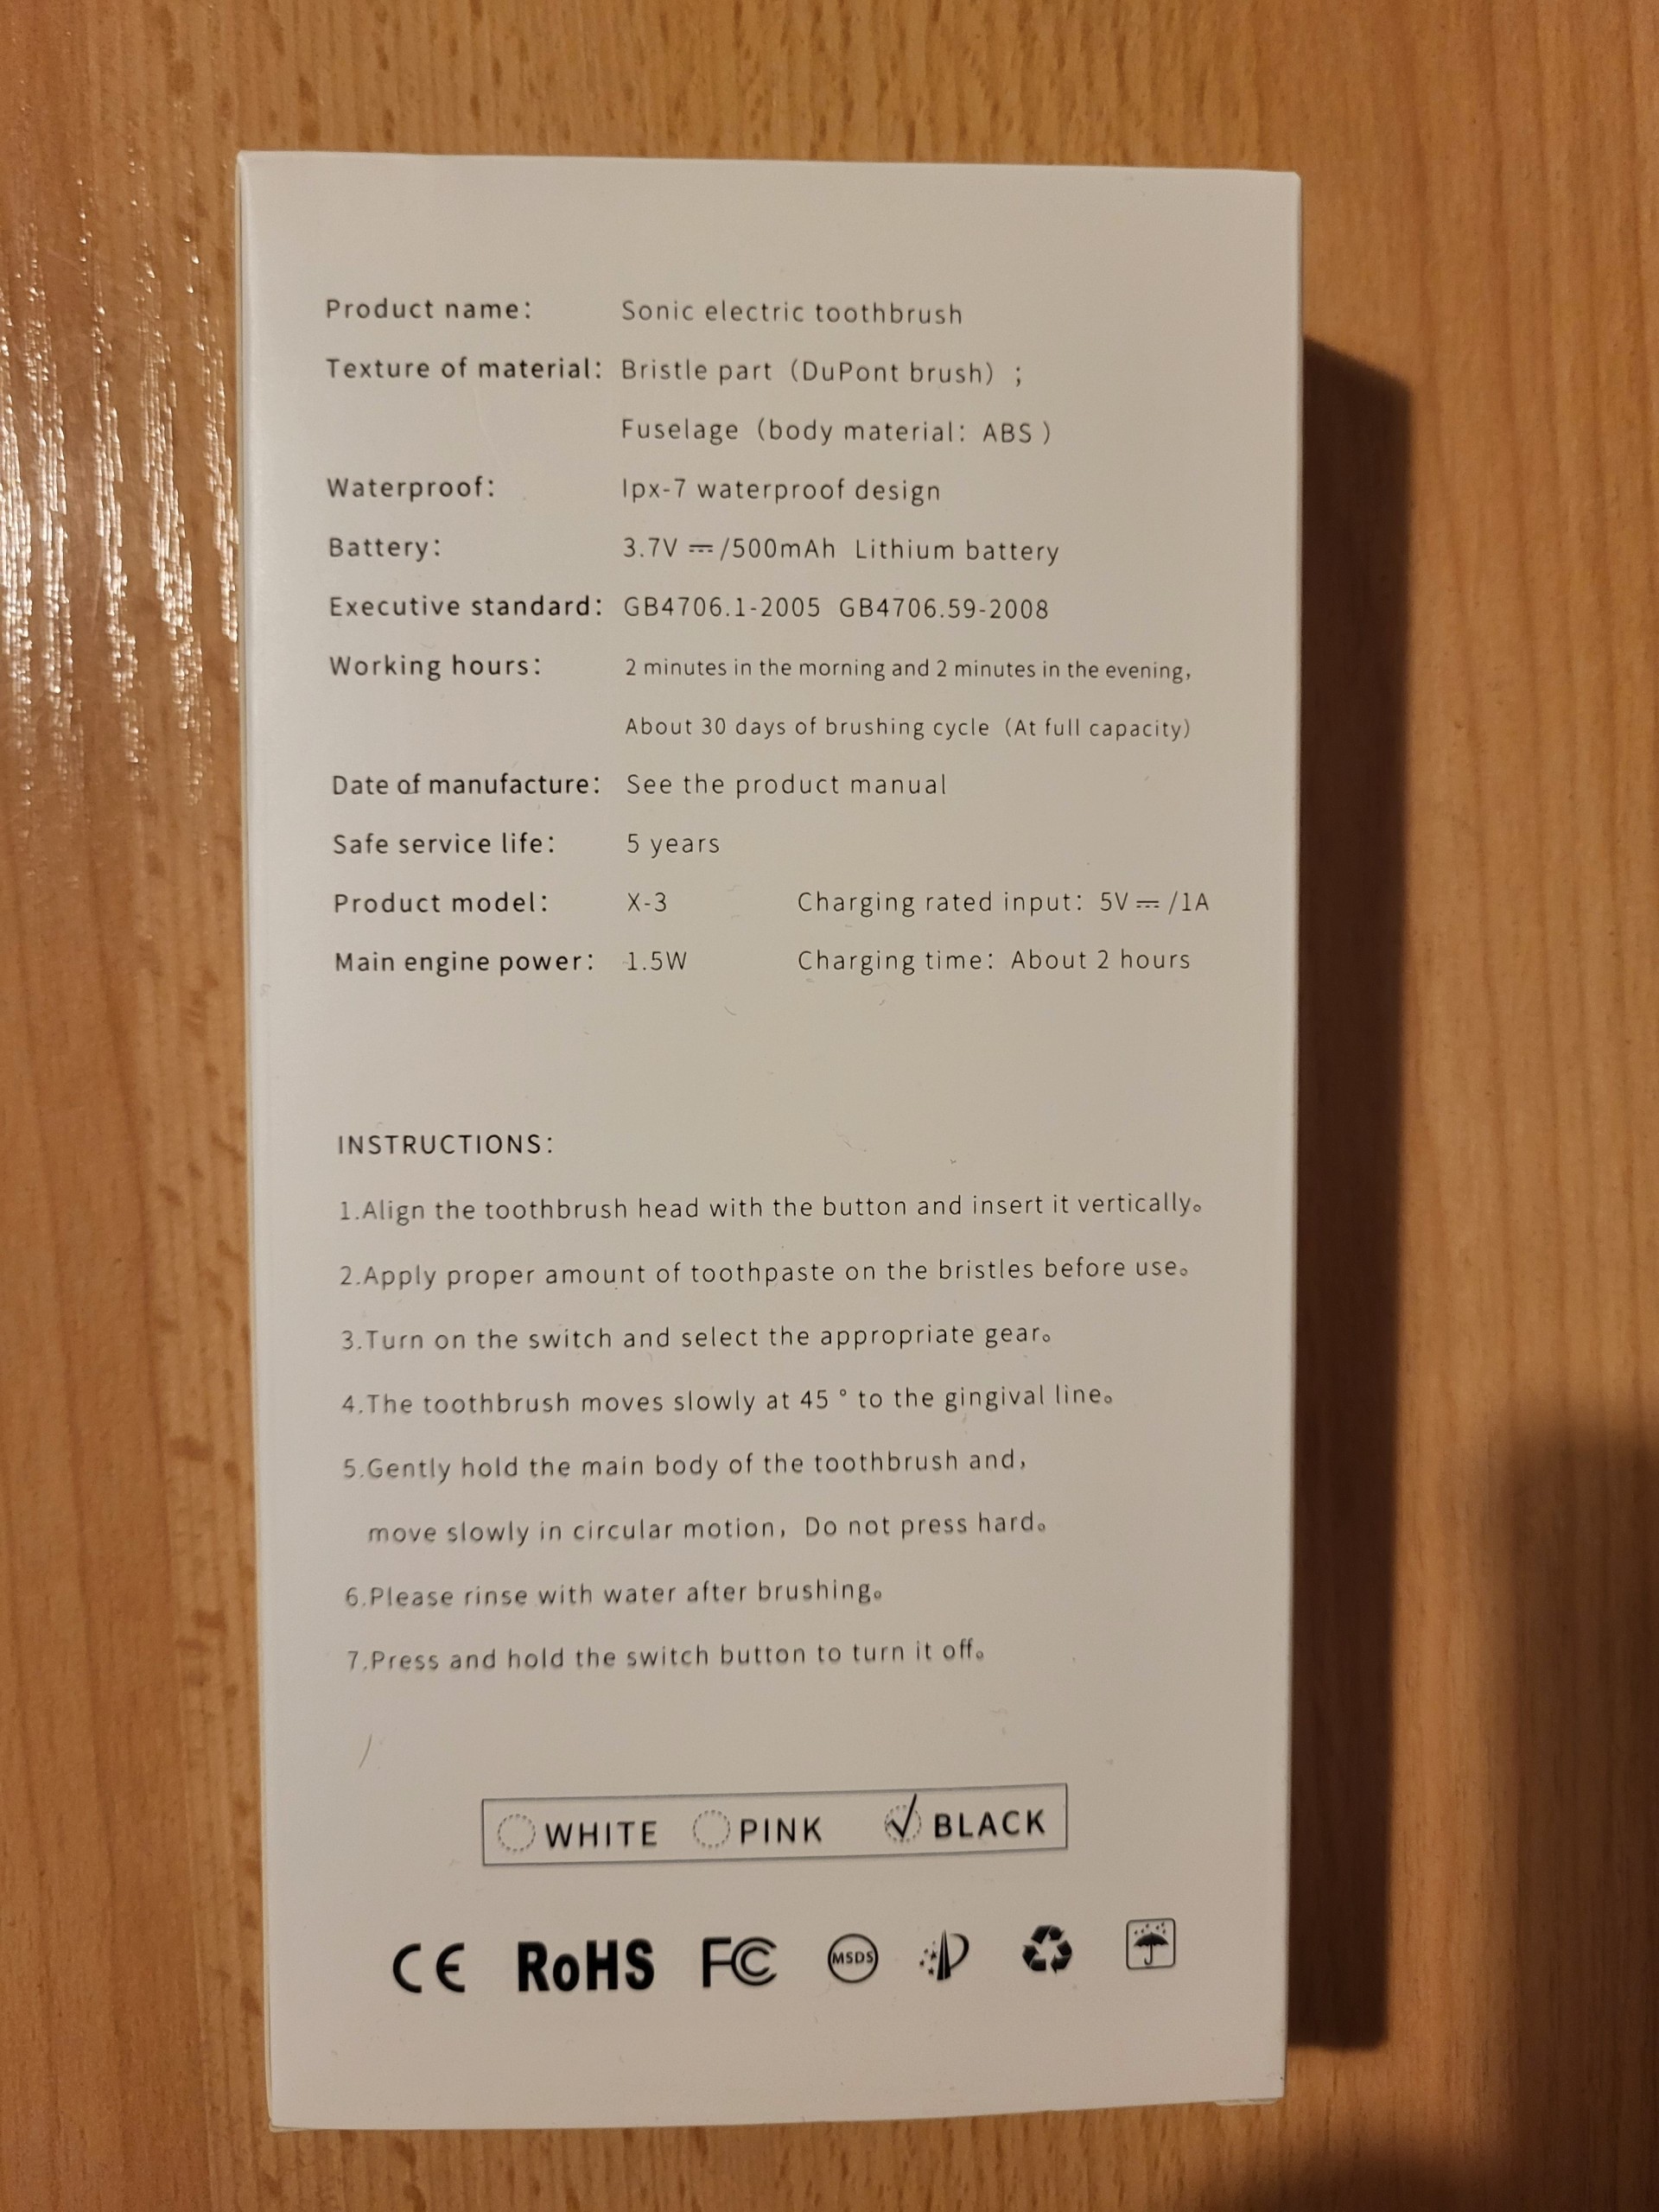 Product name： Sonic electric toothbrush
Texture of material： Bristle part（DuPont brush）；
Fuselage（body material：ABS ）
Waterproof： Ipx-7 waterproof design
Battery： 3.7V ⎓ /500mAh Lithium battery
Executive standard： GB4706.1-2005 GB4706.59-2008
Working hours： 2 minutes in the morning and 2 minutes in the evening，
About 30 days of brushing cycle（At full capacity）
Date of manufacture： See the product manual
Safe service life： 5 years
Product model： X-3 Charging rated input：5V ⎓ /1A
Main engine power： 1.5W Charging time：About 2 hours
INSTRUCTIONS：
1.Align the toothbrush head with the button and insert it vertically。
2.Apply proper amount of toothpaste on the bristles before use。
3.Turn on the switch and select the appropriate gear。
4.The toothbrush moves slowly at 45 ° to the gingival line。
5.Gently hold the main body of the toothbrush and，
move slowly in circular motion，Do not press hard。
6.Please rinse with water after brushing。
7.Press and hold the switch button to turn it off。
WHITE PINK BLACK
CE RoHS FC MSDS